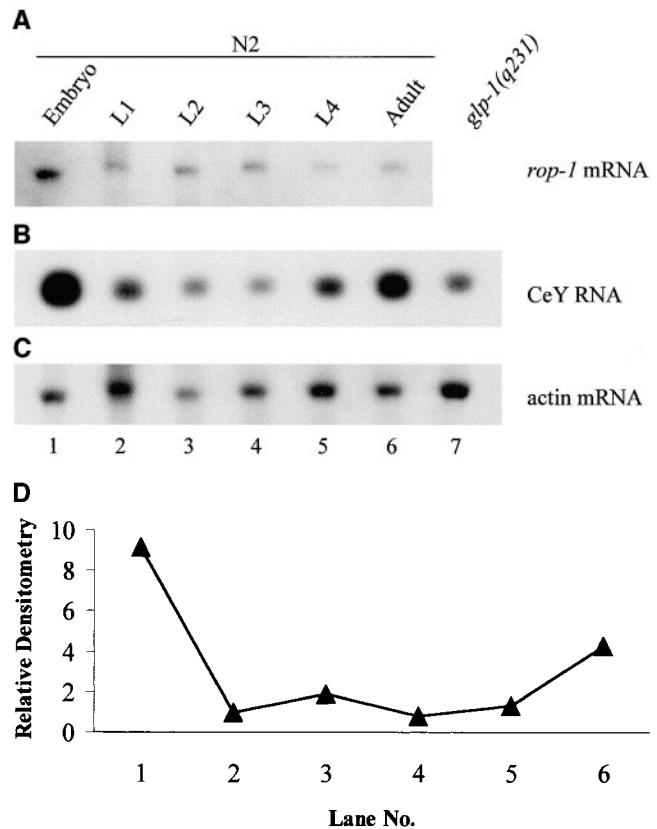 A
N2
Embryo L1 L2 L3 L4 Adult glp-1(q231)
rop-1 mRNA
B
CeY RNA
C
actin mRNA
1 2 3 4 5 6 7
D
Relative Densitometry
10
8
6
4
2
0
1 2 3 4 5 6
Lane No.